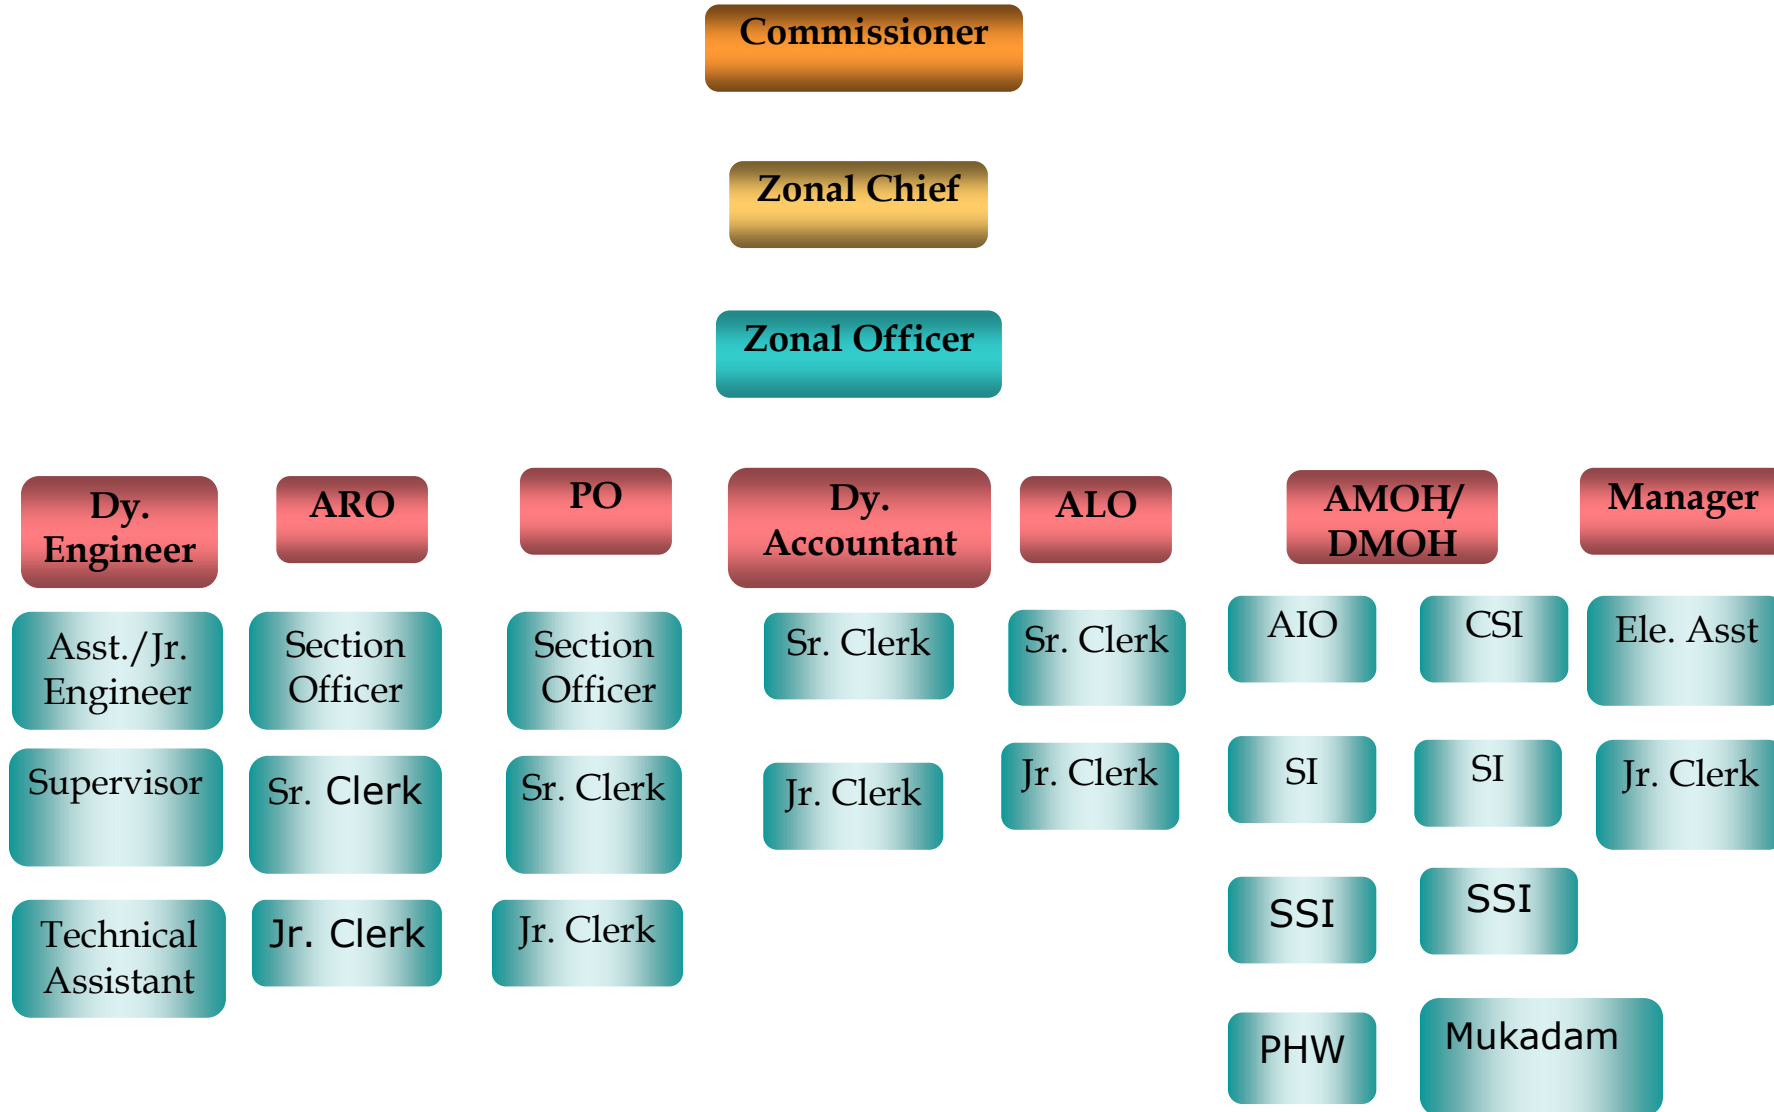 Commissioner
Zonal Chief
Zonal Officer
Dy.
Engineer
ARO
PO
Dy.
Accountant
ALO
AMOH/
DMOH
Manager
Asst./Jr.
Engineer
Section
Officer
Section
Officer
Sr. Clerk
Sr. Clerk
AIO
CSI
Ele. Asst
Supervisor
Sr. Clerk
Sr. Clerk
Jr. Clerk
Jr. Clerk
SI
SI
Jr. Clerk
Technical
Assistant
Jr. Clerk
Jr. Clerk
SSI
SSI
PHW
Mukadam